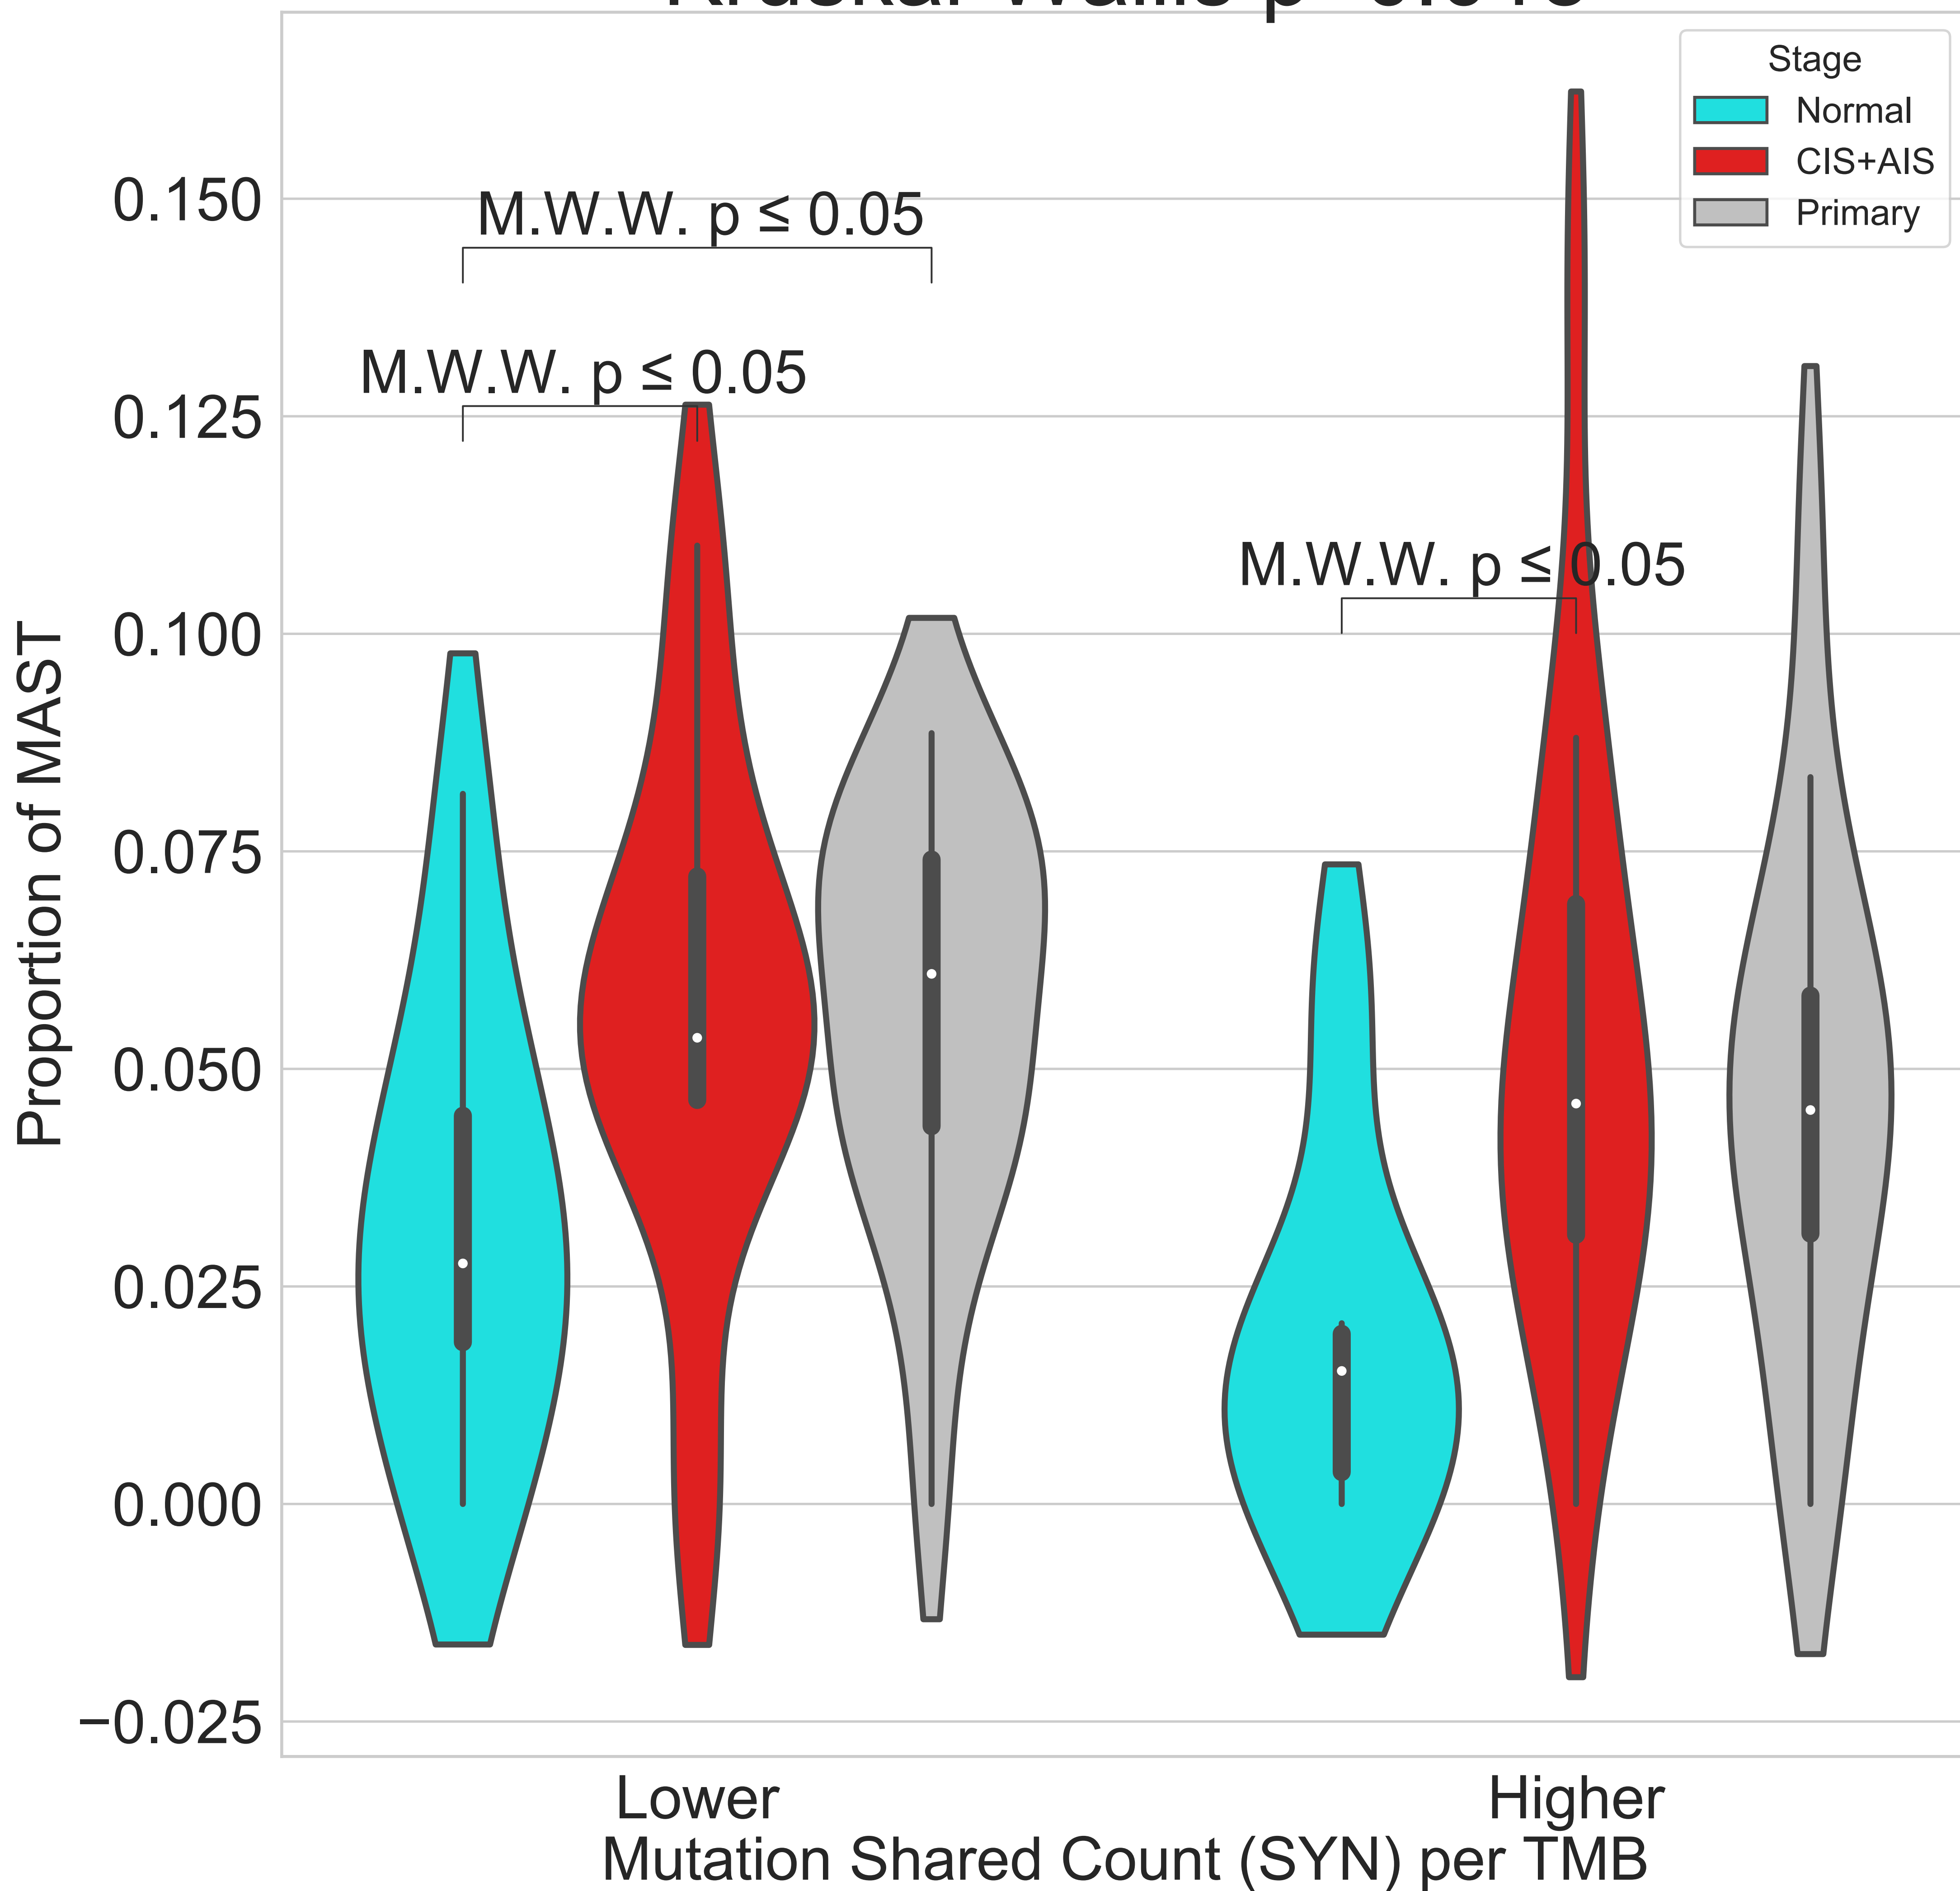 Stage
Normal
CIS+AIS
Primary
0.150
M.W.W. p ≤ 0.05
M.W.W. p ≤ 0.05
0.125
M.W.W. p ≤ 0.05
0.100
0.075
0.050
0.025
0.000
−0.025
Proportion of MAST
Lower
Higher
Mutation Shared Count (SYN) per TMB